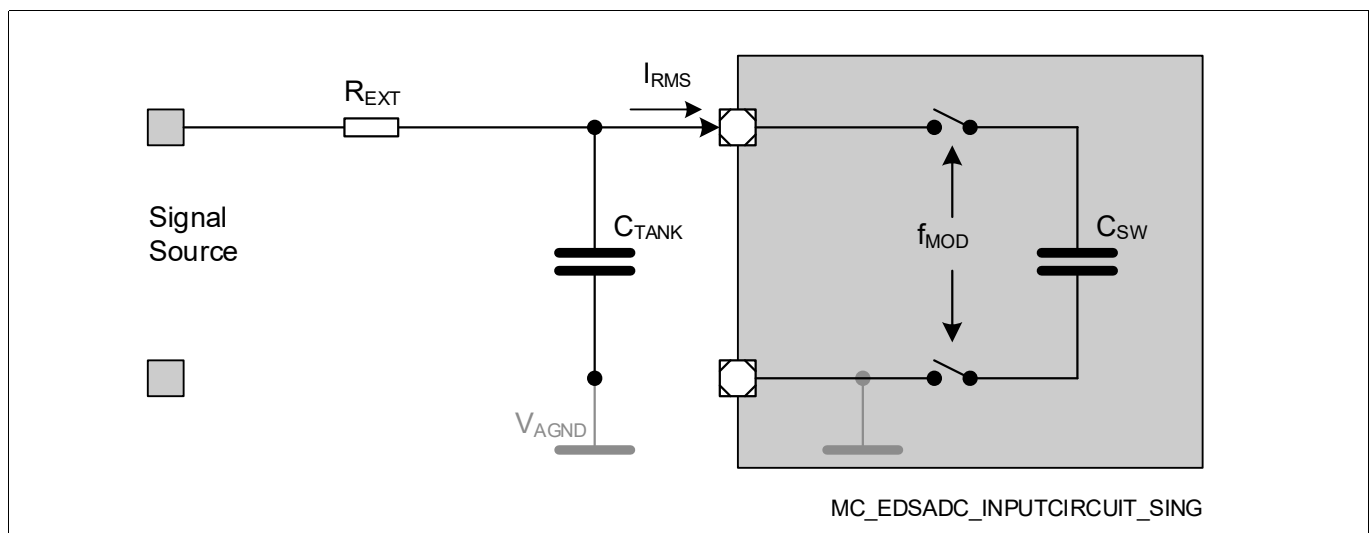 I_RMS
R_EXT
Signal
Source
C_TANK
f_MOD
C_SW
V_AGND
MC_EDSADC_INPUTCIRCUIT_SING